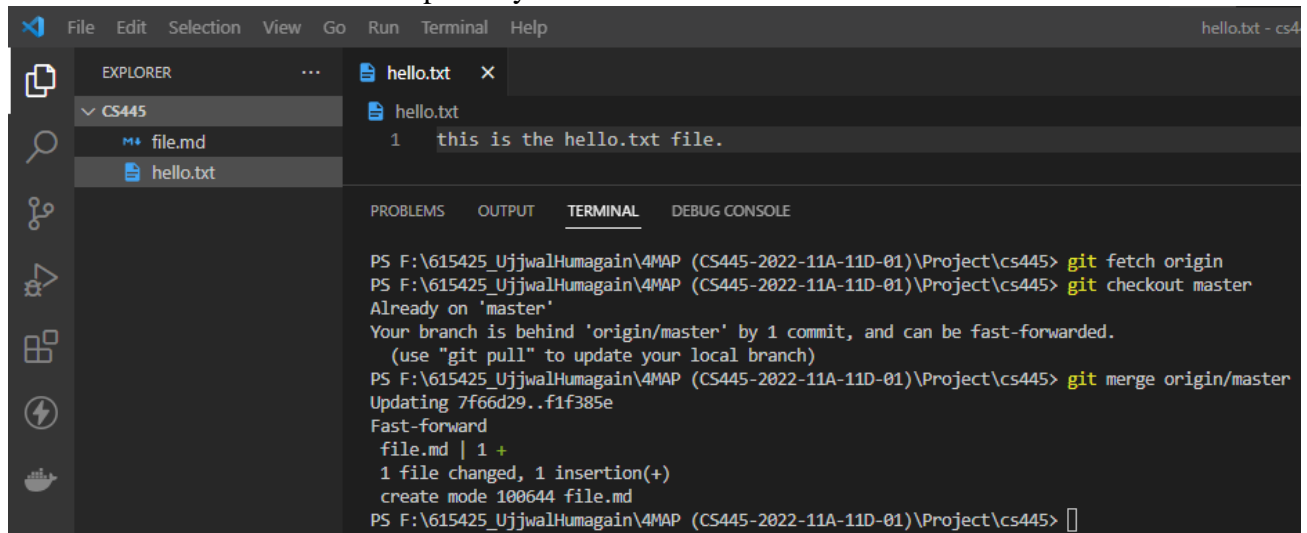 File Edit Selection View Go Run Terminal Help hello.txt - cs4
EXPLORER ...
CS445
M↓ file.md
hello.txt
hello.txt
hello.txt
1 this is the hello.txt file.
PROBLEMS OUTPUT TERMINAL DEBUG CONSOLE
PS F:\615425_UjjwalHumagain\4MAP (CS445-2022-11A-11D-01)\Project\cs445> git fetch origin
PS F:\615425_UjjwalHumagain\4MAP (CS445-2022-11A-11D-01)\Project\cs445> git checkout master
Already on 'master'
Your branch is behind 'origin/master' by 1 commit, and can be fast-forwarded.
(use "git pull" to update your local branch)
PS F:\615425_UjjwalHumagain\4MAP (CS445-2022-11A-11D-01)\Project\cs445> git merge origin/master
Updating 7f66d29..f1f385e
Fast-forward
file.md | 1 +
1 file changed, 1 insertion(+)
create mode 100644 file.md
PS F:\615425_UjjwalHumagain\4MAP (CS445-2022-11A-11D-01)\Project\cs445>